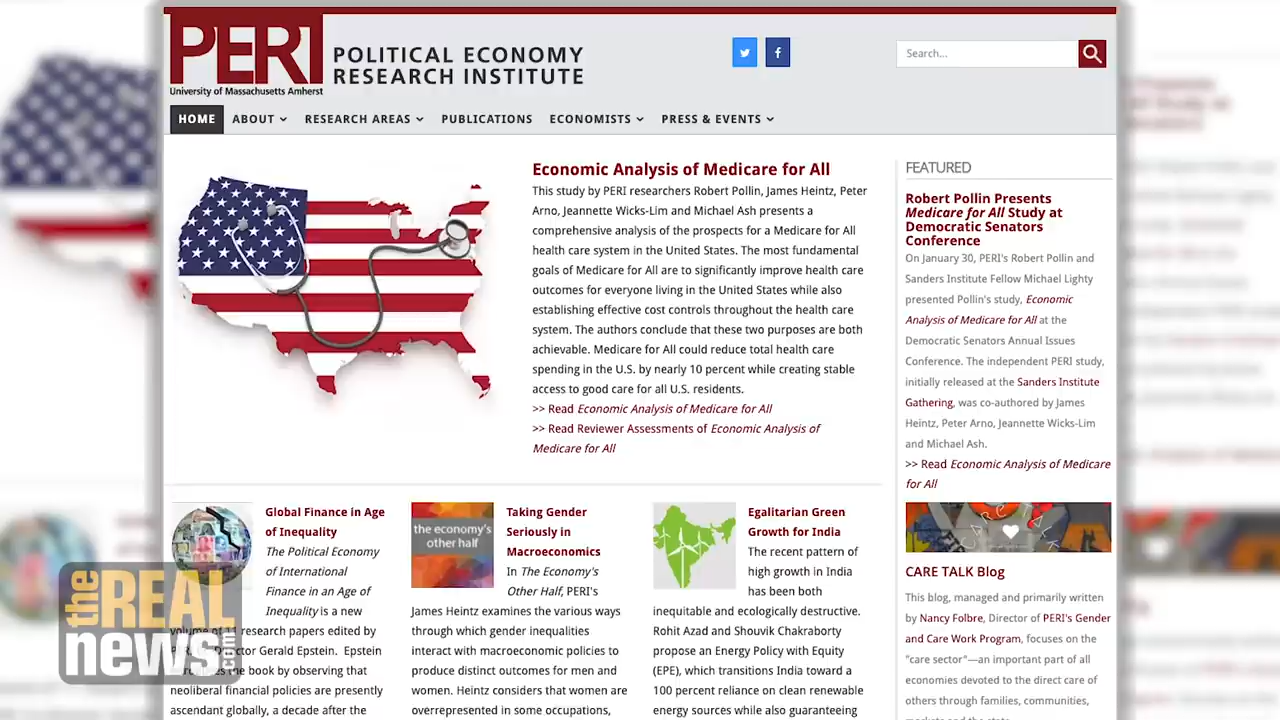 PERI
University of Massachusetts Amherst
POLITICAL ECONOMY
RESEARCH INSTITUTE
Search...
HOME
ABOUT
RESEARCH AREAS
PUBLICATIONS
ECONOMISTS
PRESS & EVENTS
Economic Analysis of Medicare for All
This study by PERI researchers Robert Pollin, James Heintz, Peter
Arno, Jeannette Wicks-Lim and Michael Ash presents a
comprehensive analysis of the prospects for a Medicare for All
health care system in the United States. The most fundamental
goals of Medicare for All are to significantly improve health care
outcomes for everyone living in the United States while also
establishing effective cost controls throughout the health care
system. The authors conclude that these two purposes are both
achievable. Medicare for All could reduce total health care
spending in the U.S. by nearly 10 percent while creating stable
access to good care for all U.S. residents.
>> Read Economic Analysis of Medicare for All
>> Read Reviewer Assessments of Economic Analysis of
Medicare for All
FEATURED
Robert Pollin Presents
Medicare for All Study at
Democratic Senators
Conference
On January 30, PERI's Robert Pollin and
Sanders Institute Fellow Michael Lighty
presented Pollin's study, Economic
Analysis of Medicare for All at the
Democratic Senators Annual Issues
Conference. The independent PERI study,
initially released at the Sanders Institute
Gathering, was co-authored by James
Heintz, Peter Arno, Jeannette Wicks-Lim
and Michael Ash.
>> Read Economic Analysis of Medicare
for All
CARE TALK
CARE TALK Blog
This blog, managed and primarily written
by Nancy Folbre, Director of PERI's Gender
and Care Work Program, focuses on the
"care sector"—an important part of all
economies devoted to the direct care of
others through families, communities,
markets and the state.
Global Finance in Age
of Inequality
The Political Economy
of International
Finance in an Age of
Inequality is a new
volume of 11 research papers edited by
Director Gerald Epstein. Epstein
the book by observing that
neoliberal financial policies are presently
ascendant globally, a decade after the
the economy's
other half
Taking Gender
Seriously in
Macroeconomics
In The Economy's
Other Half, PERI's
James Heintz examines the various ways
through which gender inequalities
interact with macroeconomic policies to
produce distinct outcomes for men and
women. Heintz considers that women are
overrepresented in some occupations,
Egalitarian Green
Growth for India
The recent pattern of
high growth in India
has been both
inequitable and ecologically destructive.
Rohit Azad and Shouvik Chakraborty
propose an Energy Policy with Equity
(EPE), which transitions India toward a
100 percent reliance on clean renewable
energy sources while also guaranteeing
the REAL
news.com